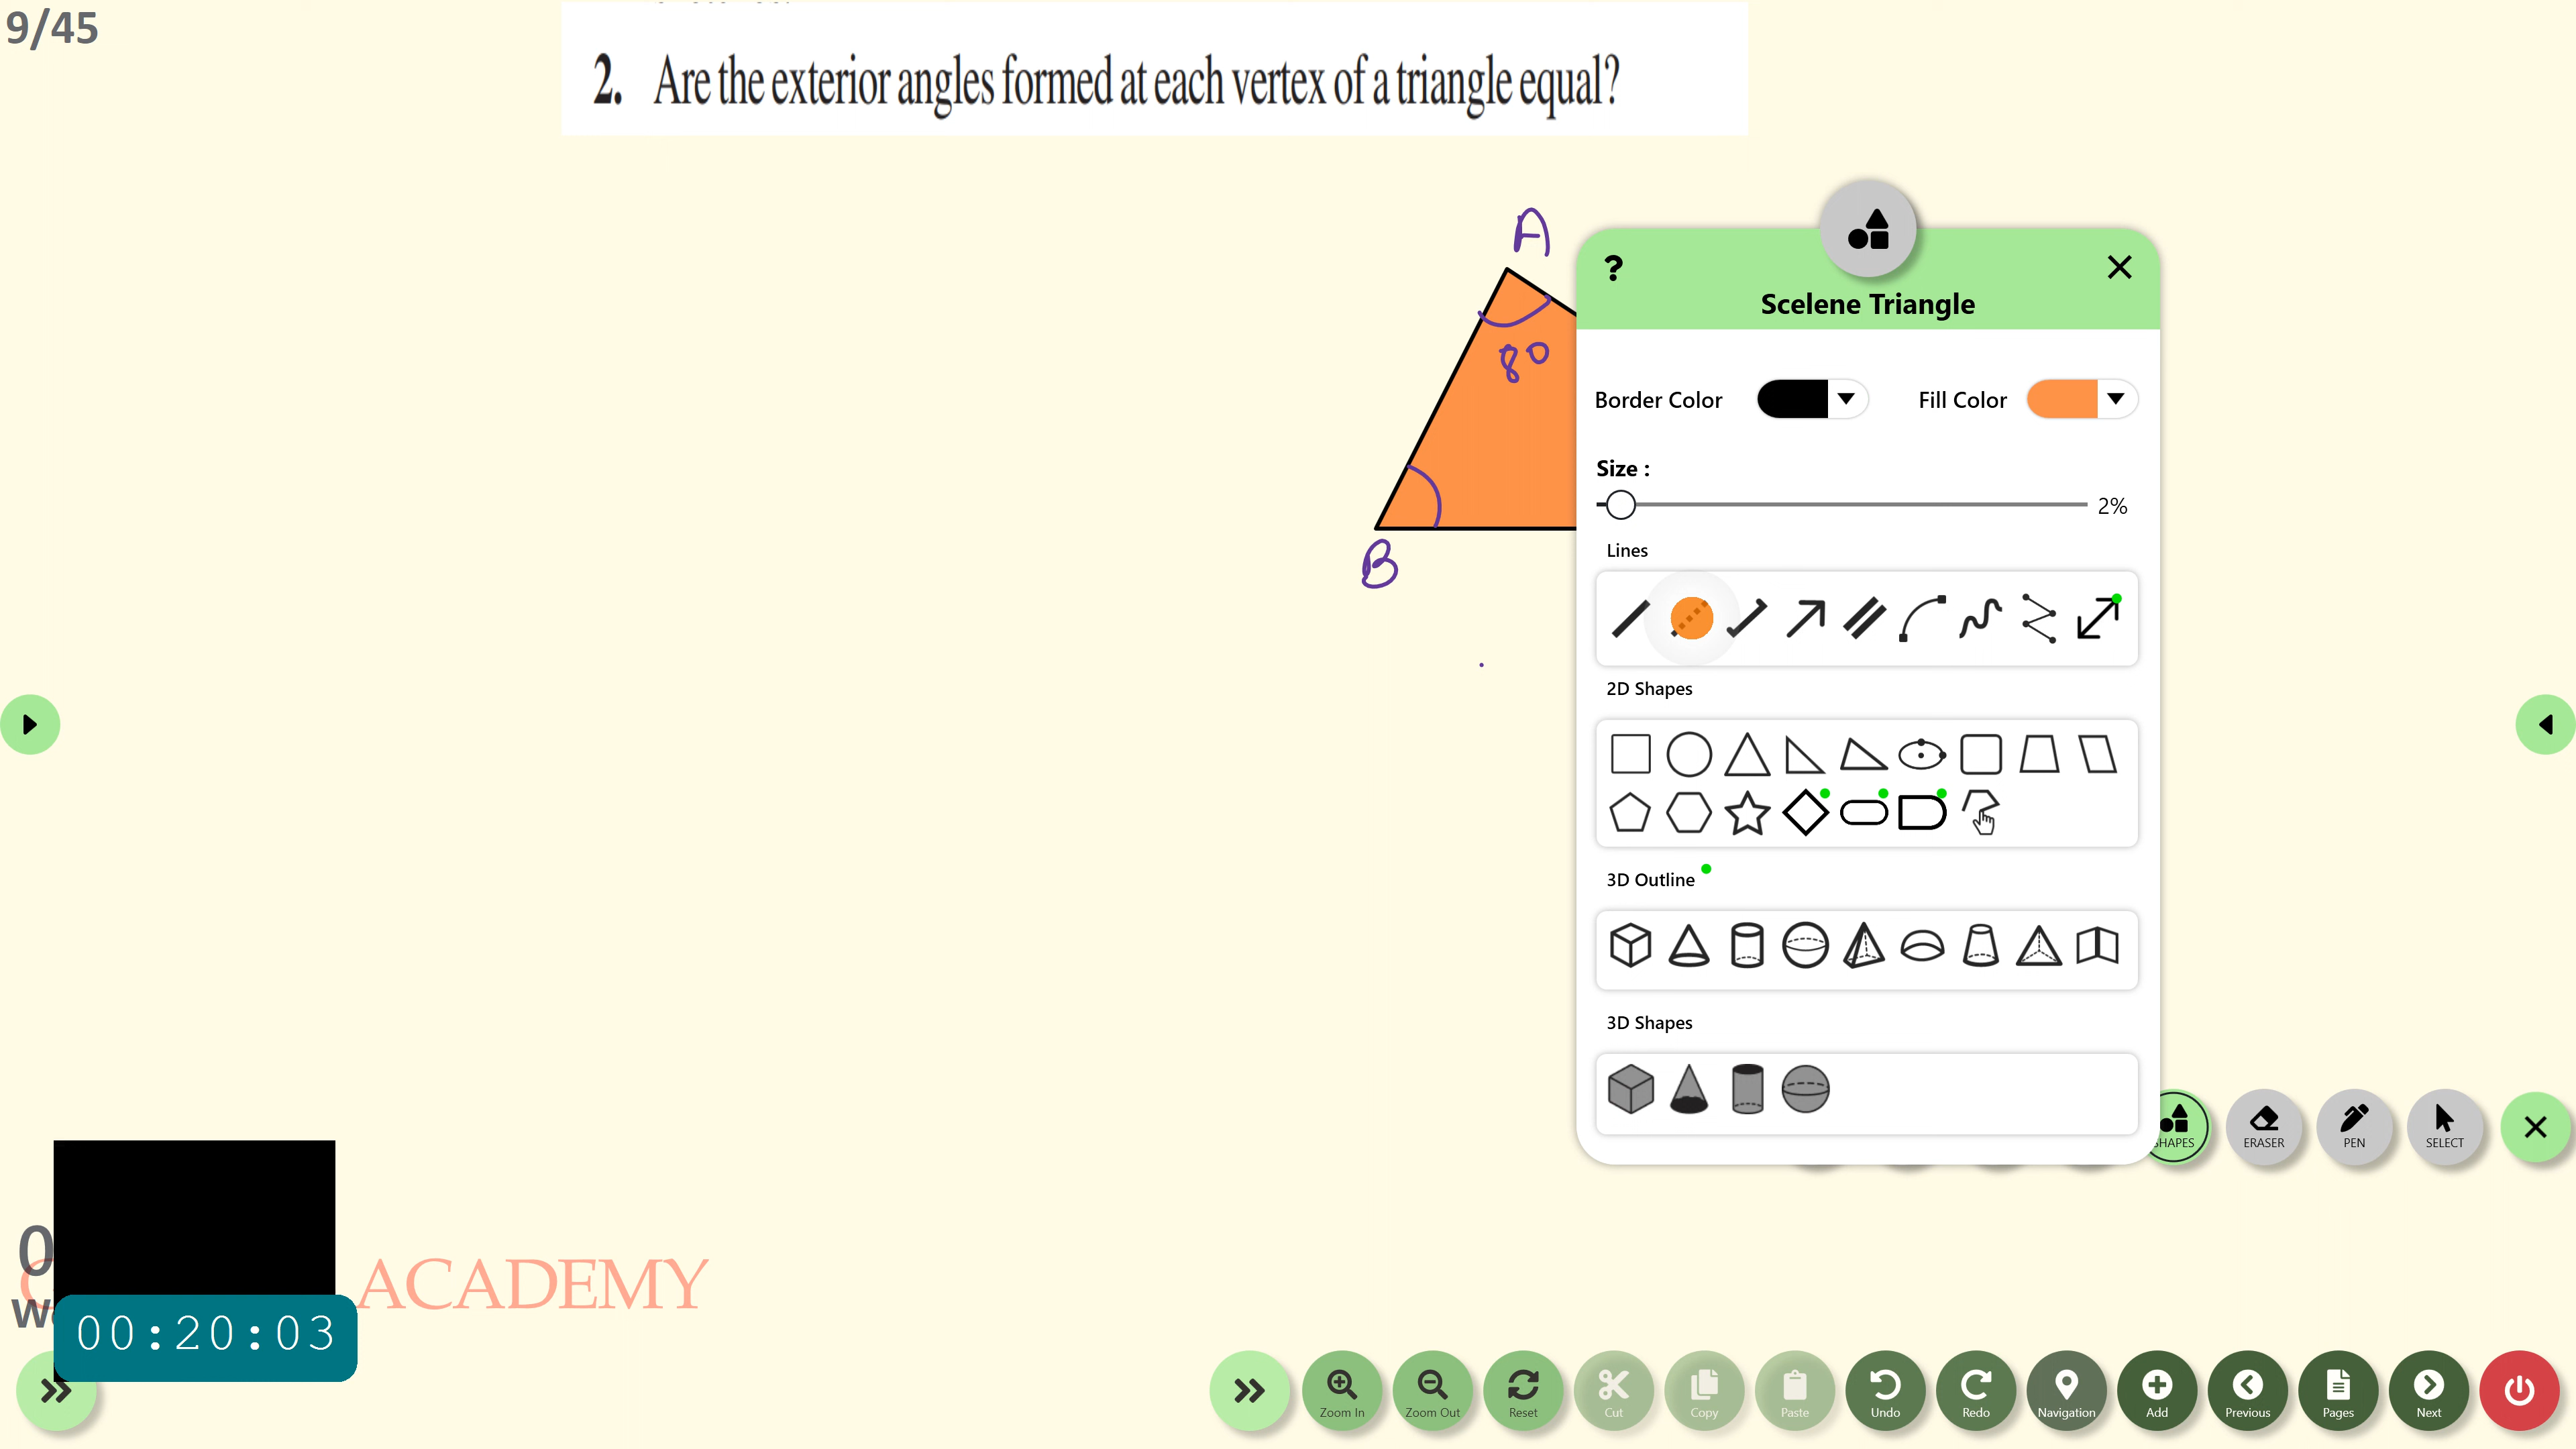 9/45
2. Are the exterior angles formed at each vertex of a triangle equal?
A
80
B
?
Scelene Triangle
Border Color
Fill Color
Size :
2%
Lines
2D Shapes
3D Outline
3D Shapes
SHAPES
ERASER
PEN
SELECT
ACADEMY
00:20:03
Zoom In
Zoom Out
Reset
Cut
Copy
Paste
Undo
Redo
Navigation
Add
Previous
Pages
Next